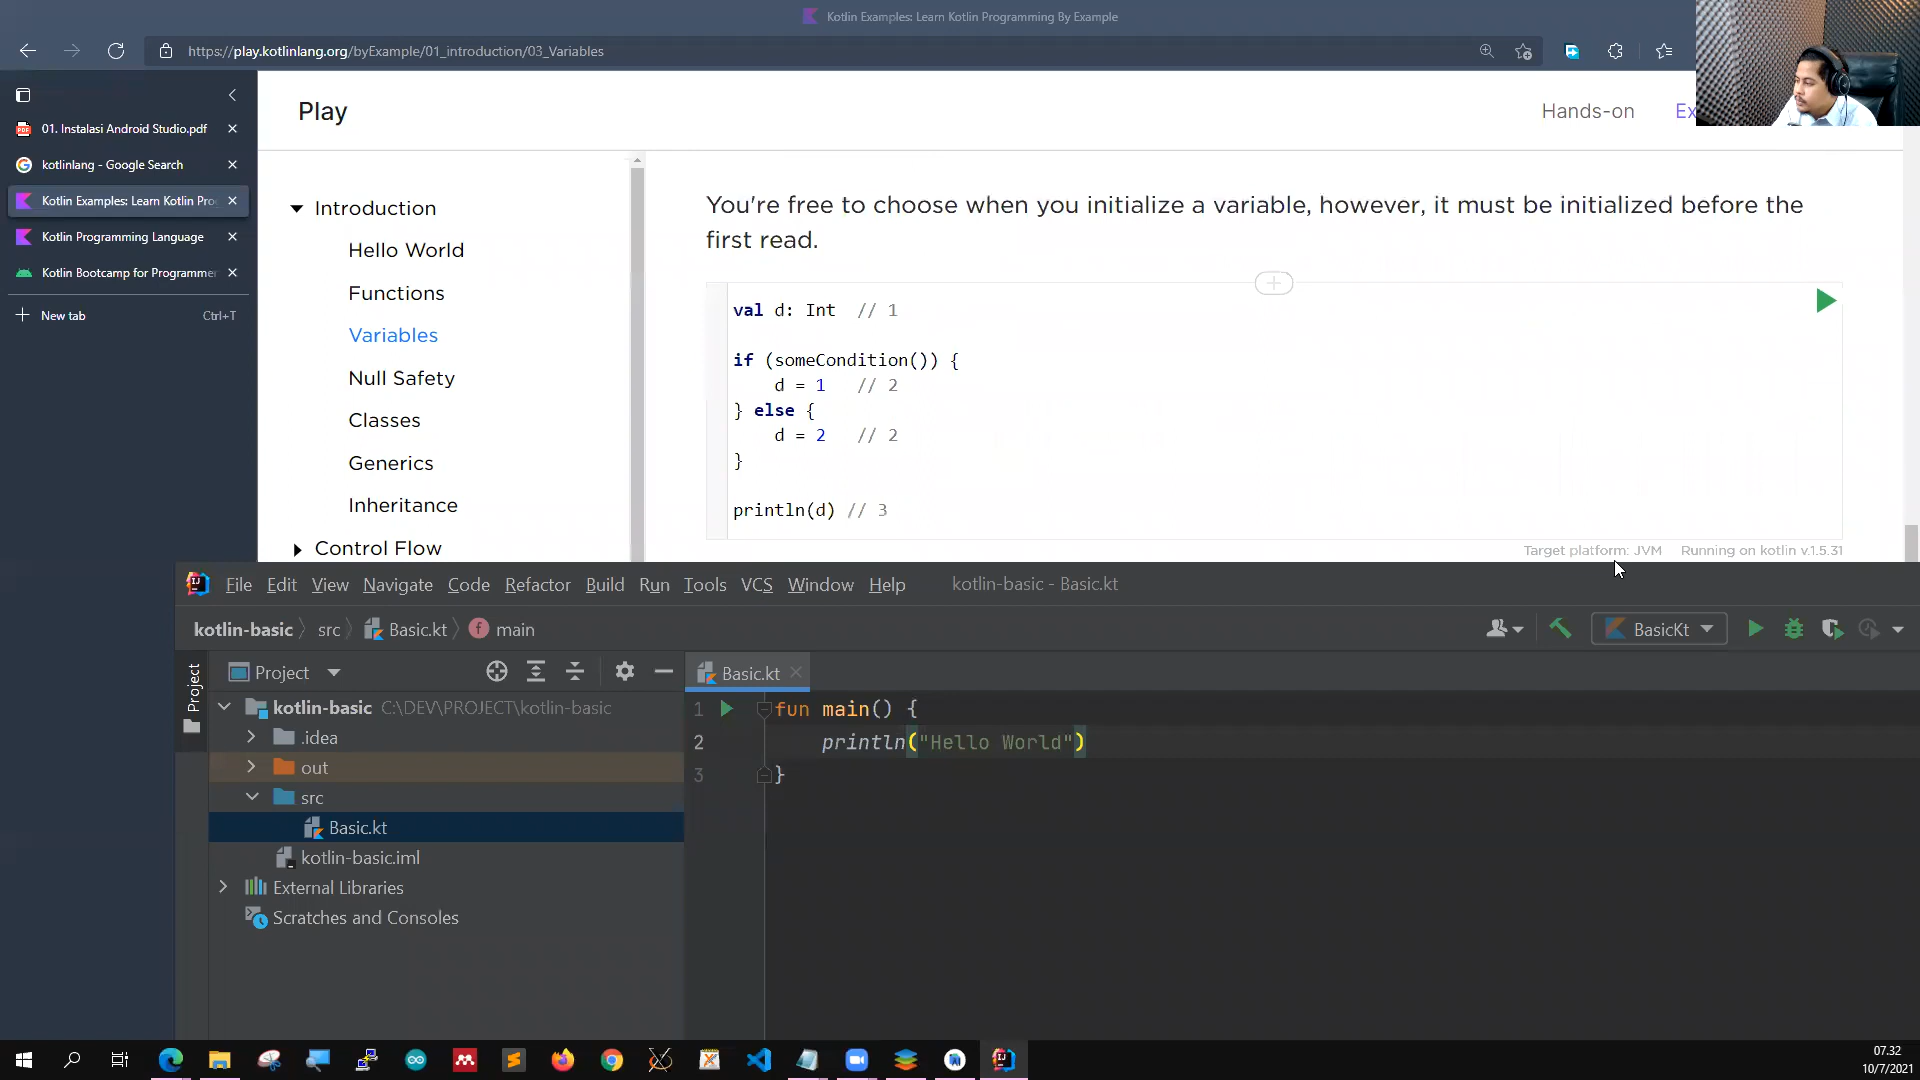 Kotlin Examples: Learn Kotlin Programming By Example
https://play.kotlinlang.org/byExample/01_introduction/03_Variables
01. Instalasi Android Studio.pdf
kotlinlang - Google Search
Kotlin Examples: Learn Kotlin Pro
Kotlin Programming Language
Kotlin Bootcamp for Programmer
New tab Ctrl+T
Play
Hands-on
Ex
Introduction
Hello World
Functions
Variables
Null Safety
Classes
Generics
Inheritance
Control Flow
You're free to choose when you initialize a variable, however, it must be initialized before the
first read.
val d: Int // 1
if (someCondition()) {
d = 1 // 2
} else {
d = 2 // 2
}
println(d) // 3
Target platform: JVM Running on kotlin v.1.5.31
File Edit View Navigate Code Refactor Build Run Tools VCS Window Help kotlin-basic - Basic.kt
kotlin-basic src Basic.kt main
BasicKt
Project
Project
kotlin-basic C:\DEV\PROJECT\kotlin-basic
.idea
out
src
Basic.kt
kotlin-basic.iml
External Libraries
Scratches and Consoles
Basic.kt
1 fun main() {
2 println("Hello World")
3 }
07.32
10/7/2021